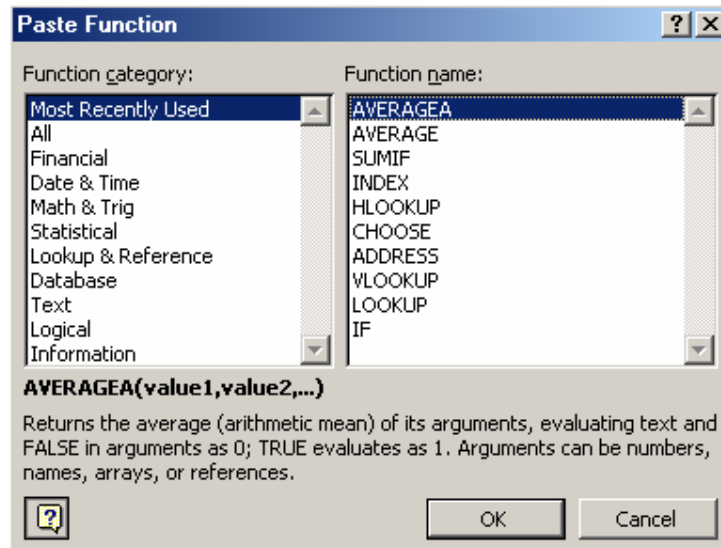 Paste Function
? X
Function category:
Most Recently Used
All
Financial
Date & Time
Math & Trig
Statistical
Lookup & Reference
Database
Text
Logical
Information
Function name:
AVERAGEA
AVERAGE
SUMIF
INDEX
HLOOKUP
CHOOSE
ADDRESS
VLOOKUP
LOOKUP
IF
AVERAGEA(value1,value2,...)
Returns the average (arithmetic mean) of its arguments, evaluating text and
FALSE in arguments as 0; TRUE evaluates as 1. Arguments can be numbers,
names, arrays, or references.
?
OK
Cancel